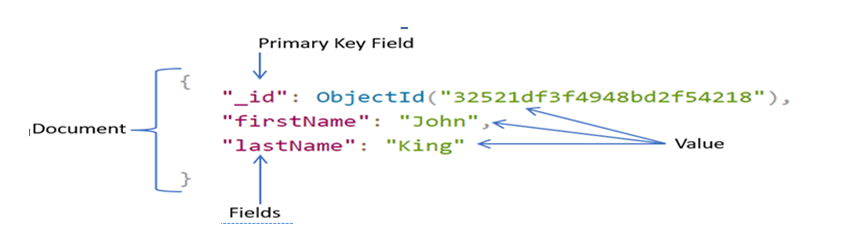 Primary Key Field
{
"_id": ObjectId("32521df3f4948bd2f54218"),
Document
"firstName": "John",
"lastName": "King"
Value
}
Fields